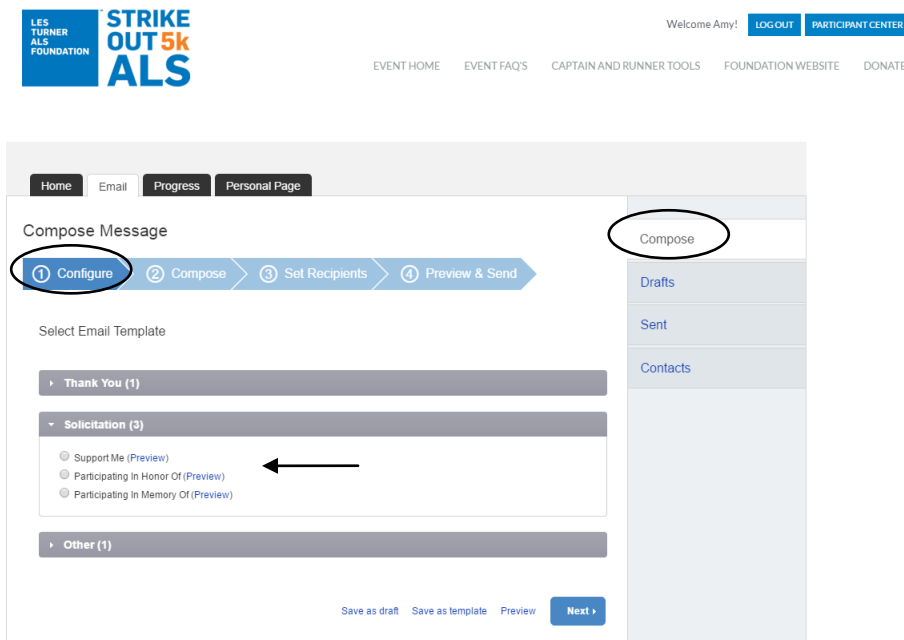 LES
TURNER
ALS
FOUNDATION
STRIKE
OUT 5k
ALS
Welcome Amy! LOG OUT PARTICIPANT CENTER
EVENT HOME EVENT FAQ'S CAPTAIN AND RUNNER TOOLS FOUNDATION WEBSITE DONATE
Home Email Progress Personal Page
Compose Message
1 Configure 2 Compose 3 Set Recipients 4 Preview & Send
Select Email Template
Thank You (1)
Solicitation (3)
Support Me (Preview)
Participating In Honor Of (Preview)
Participating In Memory Of (Preview)
Other (1)
Save as draft Save as template Preview Next
Compose
Drafts
Sent
Contacts